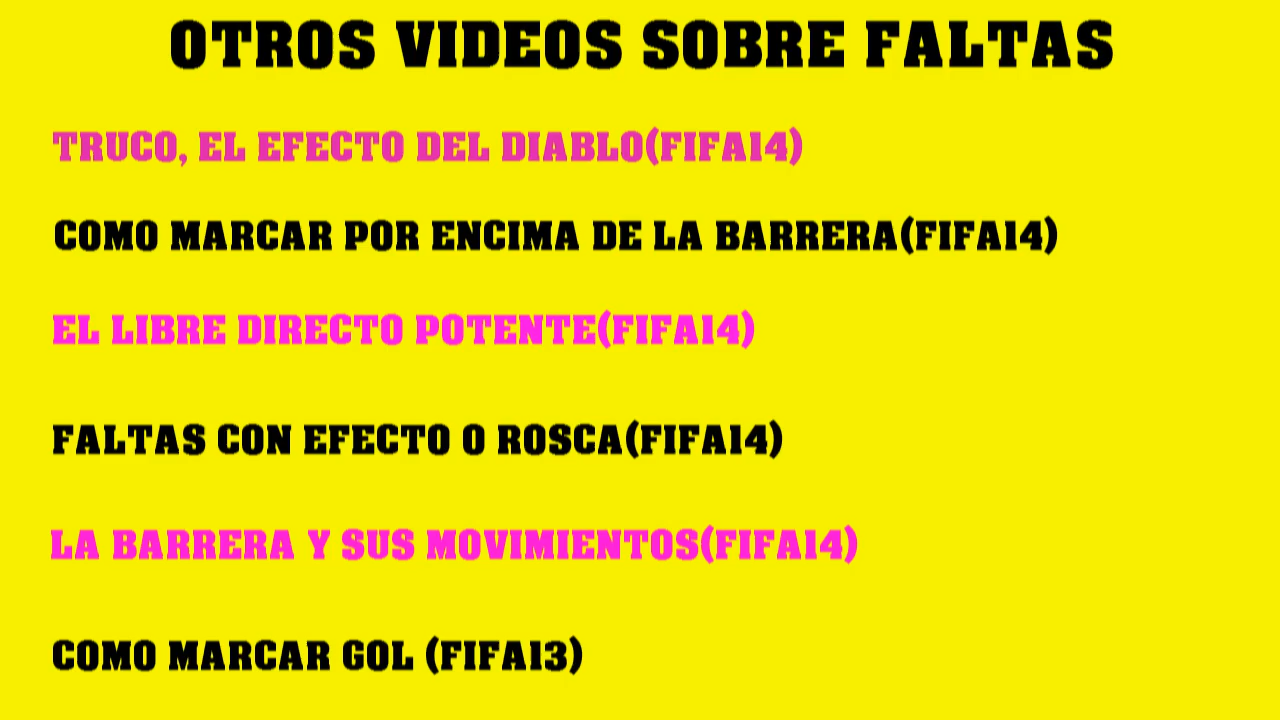 OTROS VIDEOS SOBRE FALTAS
TRUCO, EL EFECTO DEL DIABLO(FIFA14)
COMO MARCAR POR ENCIMA DE LA BARRERA(FIFA14)
EL LIBRE DIRECTO POTENTE(FIFA14)
FALTAS CON EFECTO O ROSCA(FIFA14)
LA BARRERA Y SUS MOVIMIENTOS(FIFA14)
COMO MARCAR GOL (FIFA13)